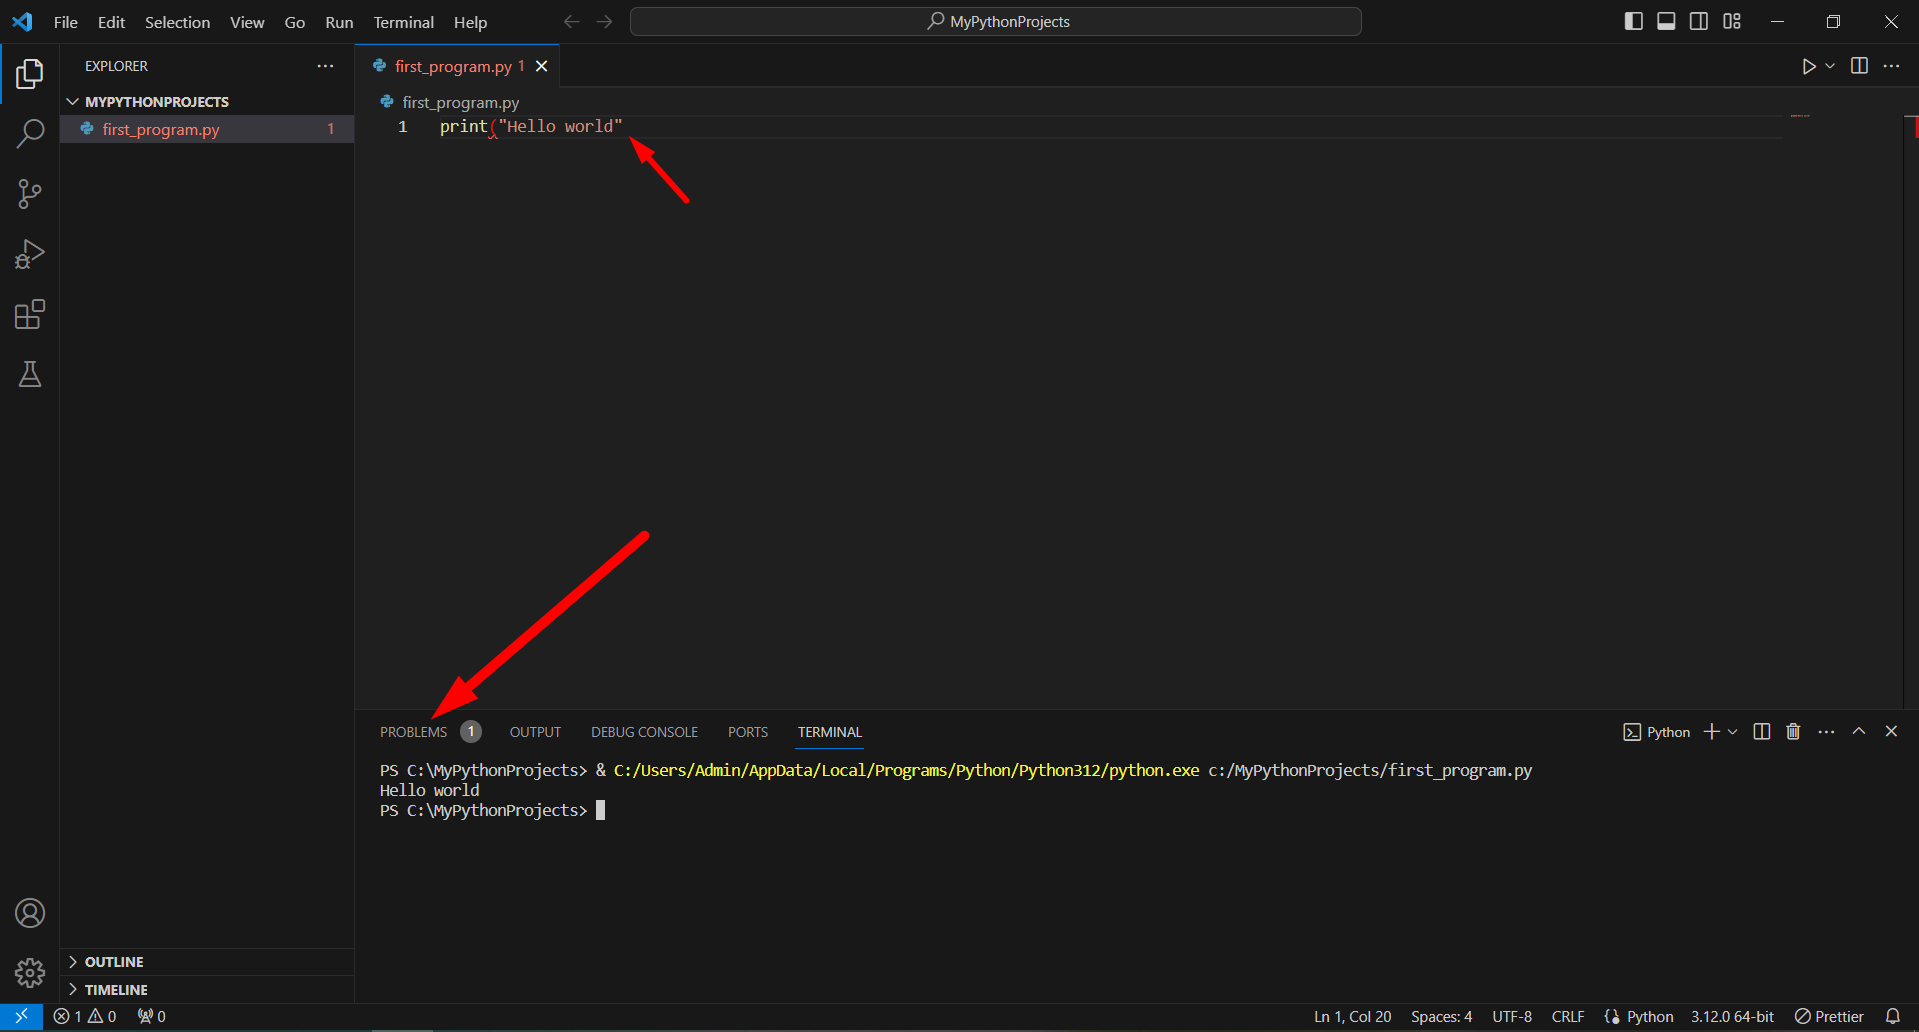 File Edit Selection View Go Run Terminal Help
MyPythonProjects
EXPLORER
MYPYTHONPROJECTS
first_program.py 1
first_program.py 1
first_program.py
1 print("Hello world"
PROBLEMS 1 OUTPUT DEBUG CONSOLE PORTS TERMINAL
Python
PS C:\MyPythonProjects> & C:/Users/Admin/AppData/Local/Programs/Python/Python312/python.exe c:/MyPythonProjects/first_program.py
Hello world
PS C:\MyPythonProjects>
OUTLINE
TIMELINE
1 0 0
Ln 1, Col 20 Spaces: 4 UTF-8 CRLF Python 3.12.0 64-bit Prettier